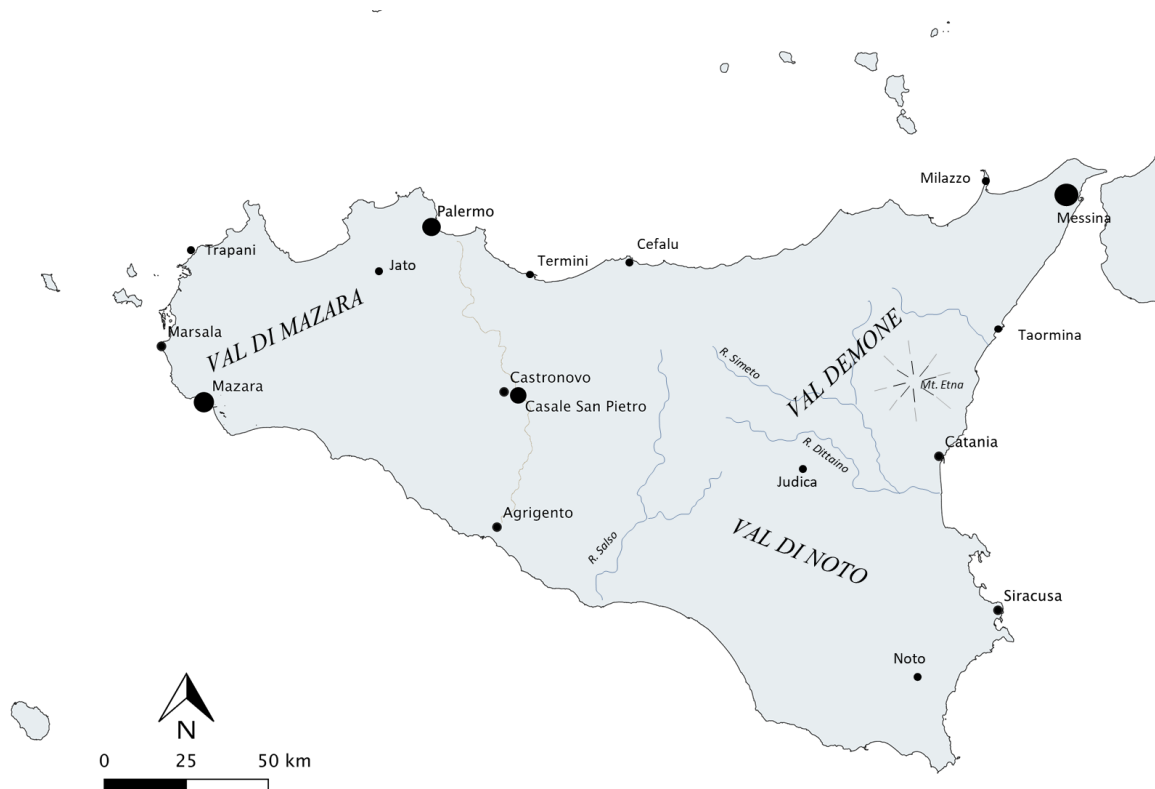 Milazzo
Messina
Palermo
Trapani
Cefalu
Termini
Jato
VAL DI MAZARA
Marsala
Taormina
VAL DEMONE
R. Simeto
Mt. Etna
Mazara
Castronovo
Casale San Pietro
Catania
R. Dittaino
Judica
Agrigento
R. Salso
VAL DI NOTO
Siracusa
Noto
N
0 25 50 km